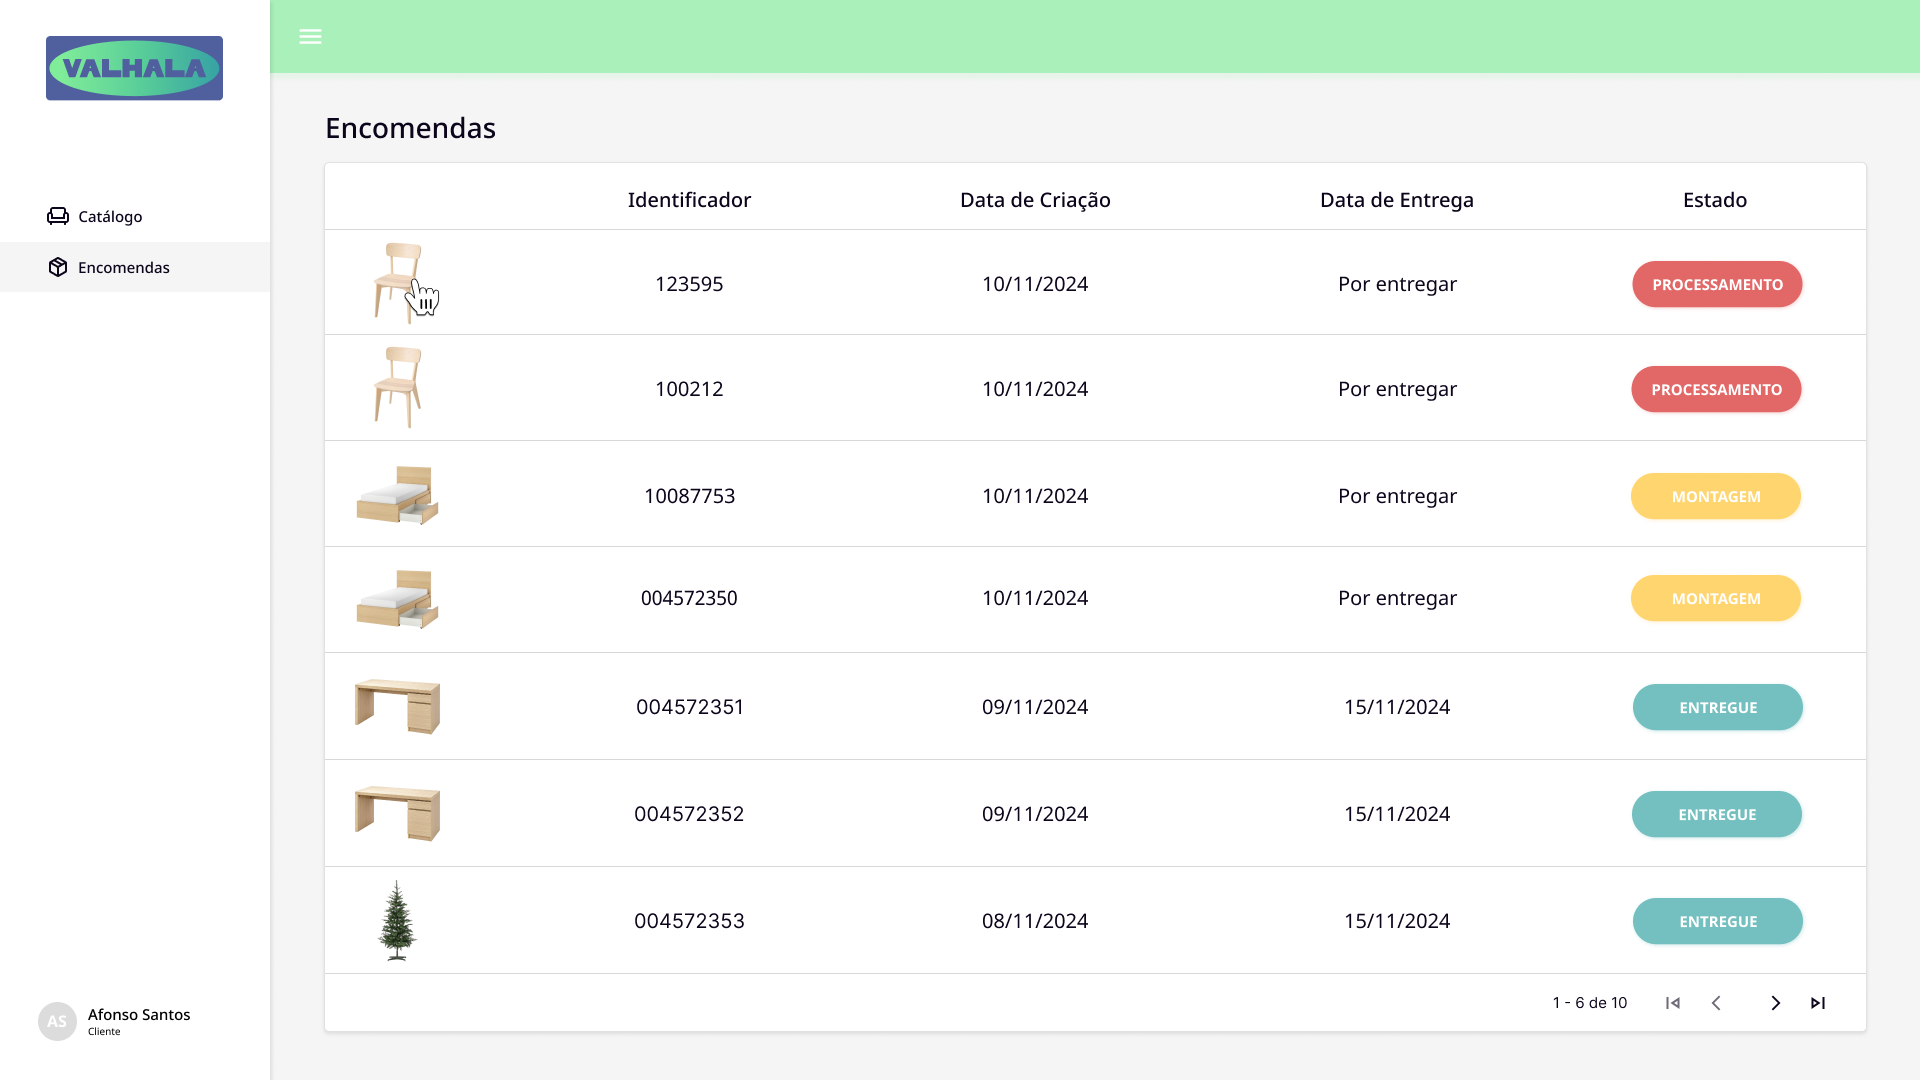 VALHALA
Catálogo
Encomendas
Encomendas
Identificador Data de Criação Data de Entrega Estado
123595 10/11/2024 Por entregar PROCESSAMENTO
100212 10/11/2024 Por entregar PROCESSAMENTO
10087753 10/11/2024 Por entregar MONTAGEM
004572350 10/11/2024 Por entregar MONTAGEM
004572351 09/11/2024 15/11/2024 ENTREGUE
004572352 09/11/2024 15/11/2024 ENTREGUE
004572353 08/11/2024 15/11/2024 ENTREGUE
1 - 6 de 10
AS
Afonso Santos
Cliente